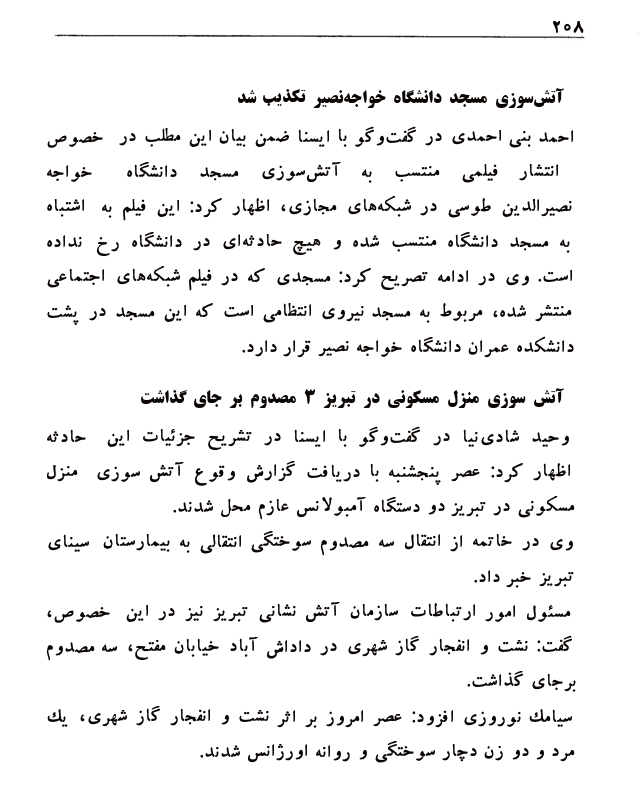 ۲۰۸
آتش‌سوزی مسجد دانشگاه خواجه‌نصیر تکذیب شد
احمد بنی احمدی در گفت‌وگو با ایسنا ضمن بیان این مطلب در خصوص
انتشار فیلمی منتسب به آتش‌سوزی مسجد دانشگاه خواجه
نصیرالدین طوسی در شبکه‌های مجازی، اظهار کرد: این فیلم به اشتباه
به مسجد دانشگاه منتسب شده و هیچ حادثه‌ای در دانشگاه رخ نداده
است. وی در ادامه تصریح کرد: مسجدی که در فیلم شبکه‌های اجتماعی
منتشر شده، مربوط به مسجد نیروی انتظامی است که این مسجد در پشت
دانشکده عمران دانشگاه خواجه نصیر قرار دارد.
آتش سوزی منزل مسکونی در تبریز ۳ مصدوم بر جای گذاشت
وحید شادی‌نیا در گفت‌وگو با ایسنا در تشریح جزئیات این حادثه
اظهار کرد: عصر پنجشنبه با دریافت گزارش وقوع آتش سوزی منزل
مسکونی در تبریز دو دستگاه آمبولانس عازم محل شدند.
وی در خاتمه از انتقال سه مصدوم سوختگی انتقالی به بیمارستان سینای
تبریز خبر داد.
مسئول امور ارتباطات سازمان آتش نشانی تبریز نیز در این خصوص،
گفت: نشت و انفجار گاز شهری در داداش آباد خیابان مفتح، سه مصدوم
برجای گذاشت.
سیامك نوروزی افزود: عصر امروز بر اثر نشت و انفجار گاز شهری، يك
مرد و دو زن دچار سوختگی و روانه اورژانس شدند.